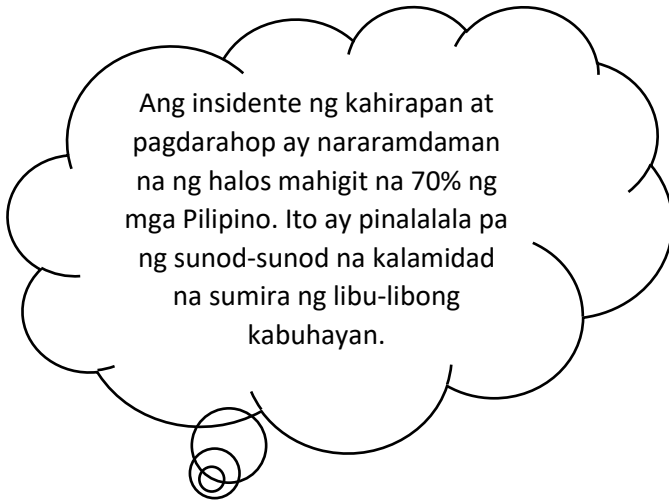 Ang insidente ng kahirapan at
pagdarahop ay nararamdaman
na ng halos mahigit na 70% ng
mga Pilipino. Ito ay pinalalala pa
ng sunod-sunod na kalamidad
na sumira ng libu-libong
kabuhayan.